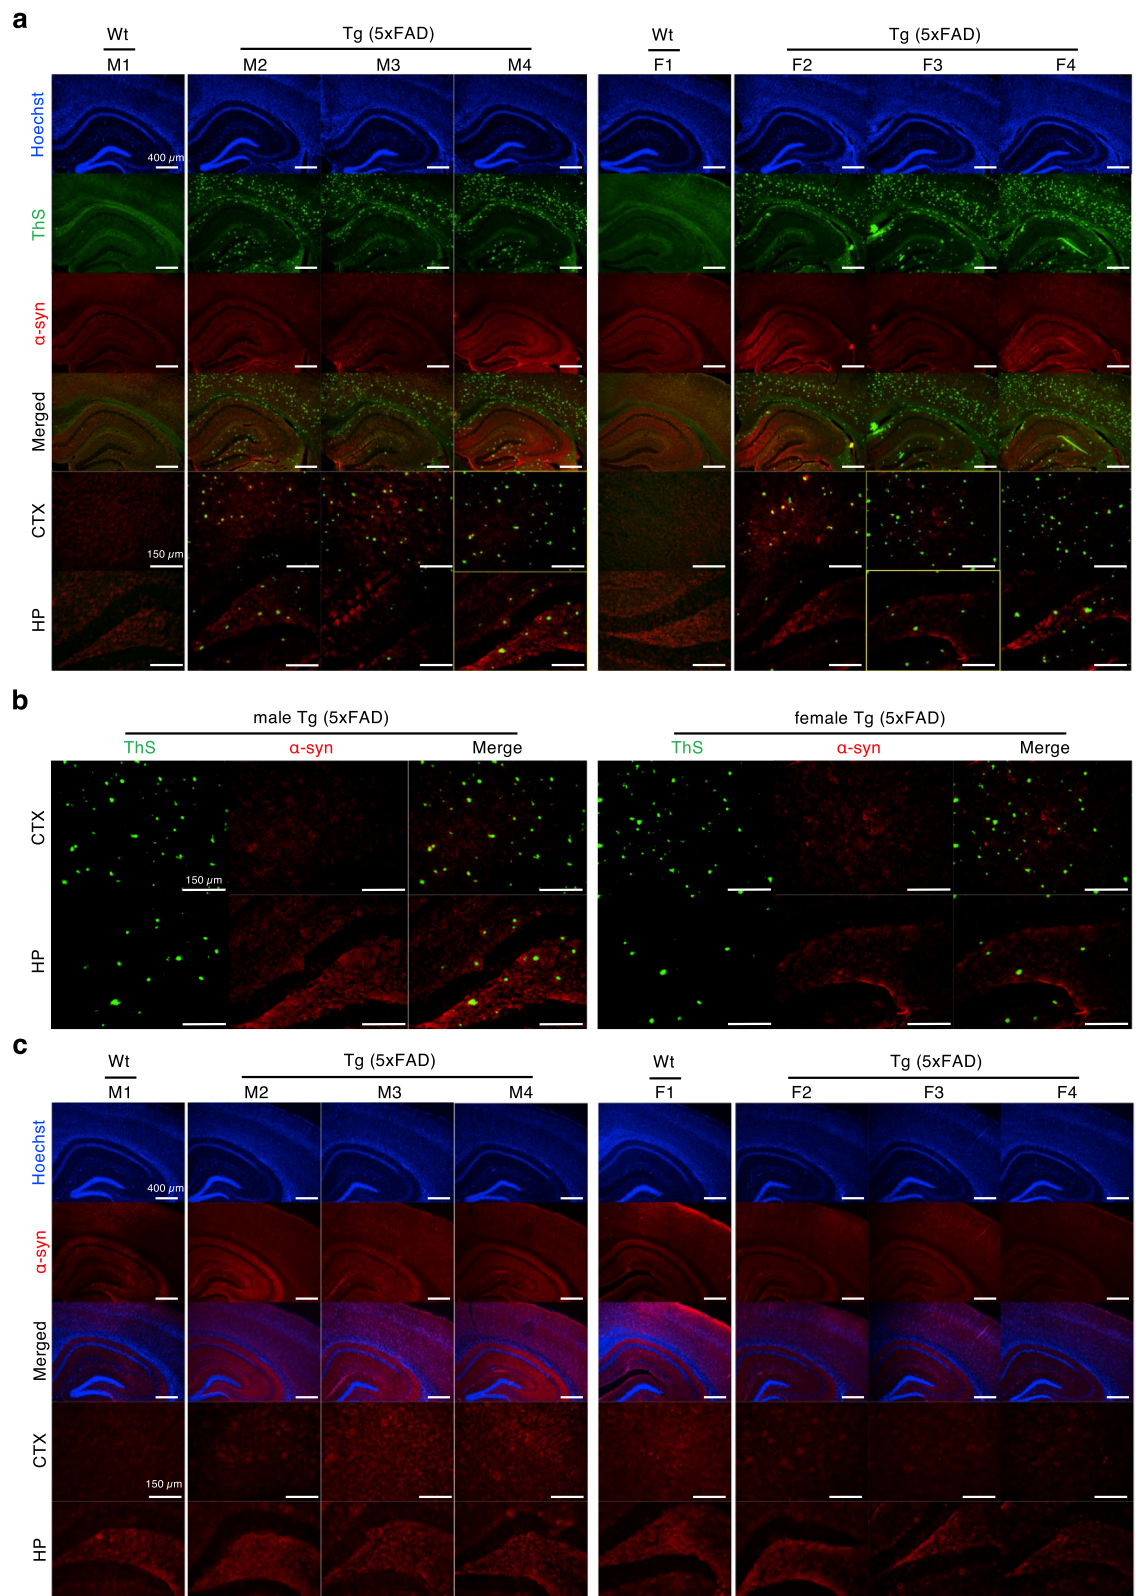 a
Wt
Tg (5xFAD)
Wt
Tg (5xFAD)
M1
M2
M3
M4
F1
F2
F3
F4
Hoechst
400 µm
ThS
α-syn
Merged
CTX
150 µm
HP
b
male Tg (5xFAD)
female Tg (5xFAD)
ThS
α-syn
Merge
ThS
α-syn
Merge
CTX
150 µm
HP
c
Wt
Tg (5xFAD)
Wt
Tg (5xFAD)
M1
M2
M3
M4
F1
F2
F3
F4
Hoechst
400 µm
α-syn
Merged
CTX
150 µm
HP